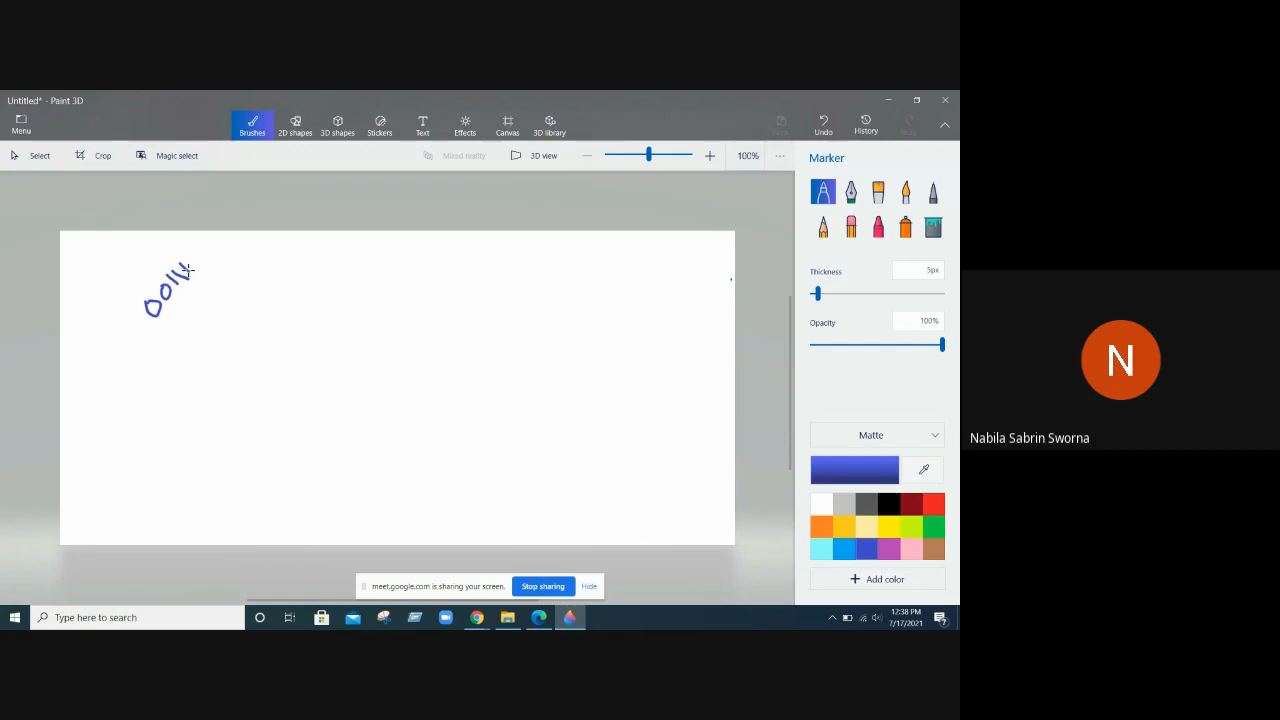 Untitled* - Paint 3D
Menu
Brushes
2D shapes
3D shapes
Stickers
Text
Effects
Canvas
3D library
Paste
Undo
History
Redo
Select
Crop
Magic select
Mixed reality
3D view
100%
Marker
Thickness
5px
Opacity
100%
Matte
Add color
meet.google.com is sharing your screen.
Stop sharing
Hide
Type here to search
12:38 PM
7/17/2021
N
Nabila Sabrin Sworna